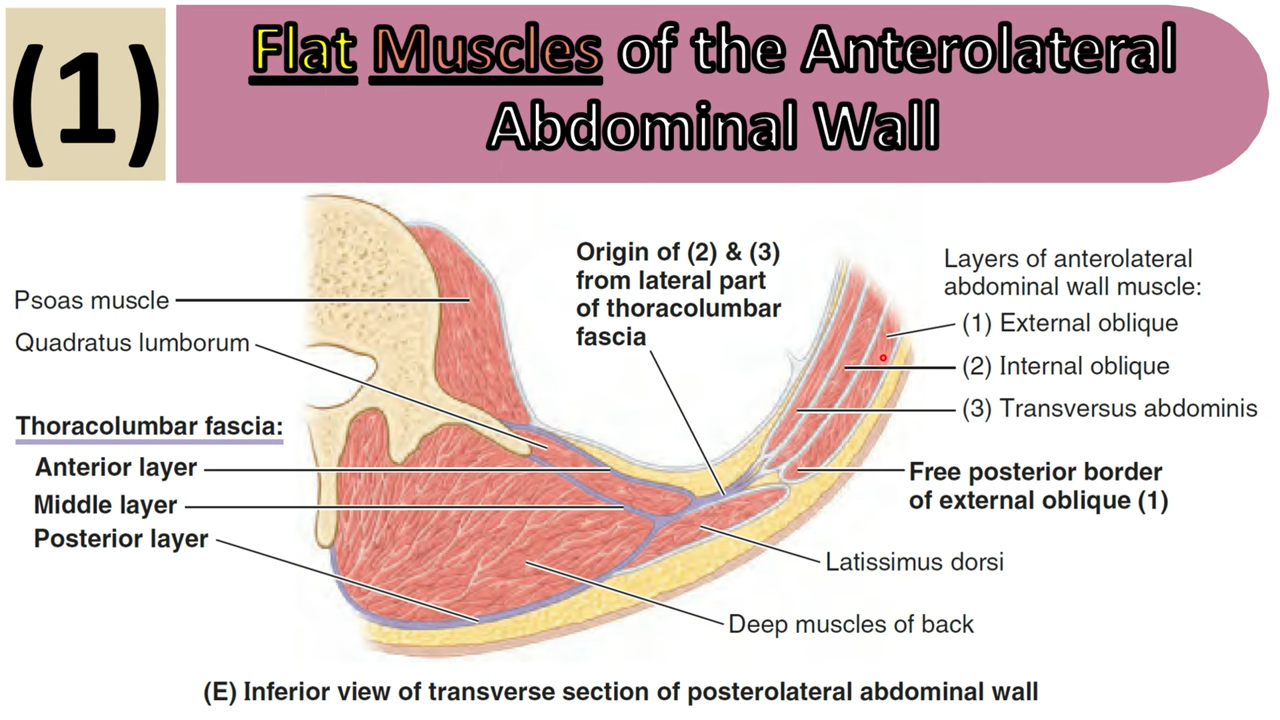 (1)
Flat Muscles of the Anterolateral
Abdominal Wall
Psoas muscle
Quadratus lumborum
Thoracolumbar fascia:
Anterior layer
Middle layer
Posterior layer
Origin of (2) & (3)
from lateral part
of thoracolumbar
fascia
Layers of anterolateral
abdominal wall muscle:
(1) External oblique
(2) Internal oblique
(3) Transversus abdominis
Free posterior border
of external oblique (1)
Latissimus dorsi
Deep muscles of back
(E) Inferior view of transverse section of posterolateral abdominal wall